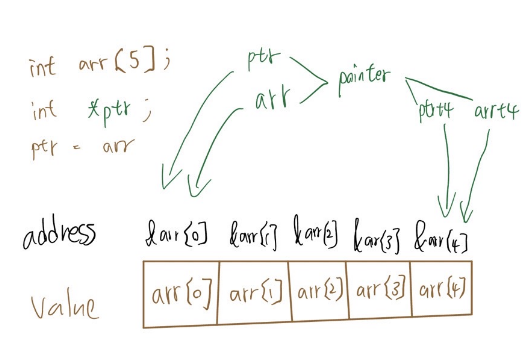 int arr[5];
int *ptr;
ptr = arr
ptr
arr
pointer
ptr+4 arr+4
address &arr[0] &arr[1] &arr[2] &arr[3] &arr[4]
value arr[0] arr[1] arr[2] arr[3] arr[4]